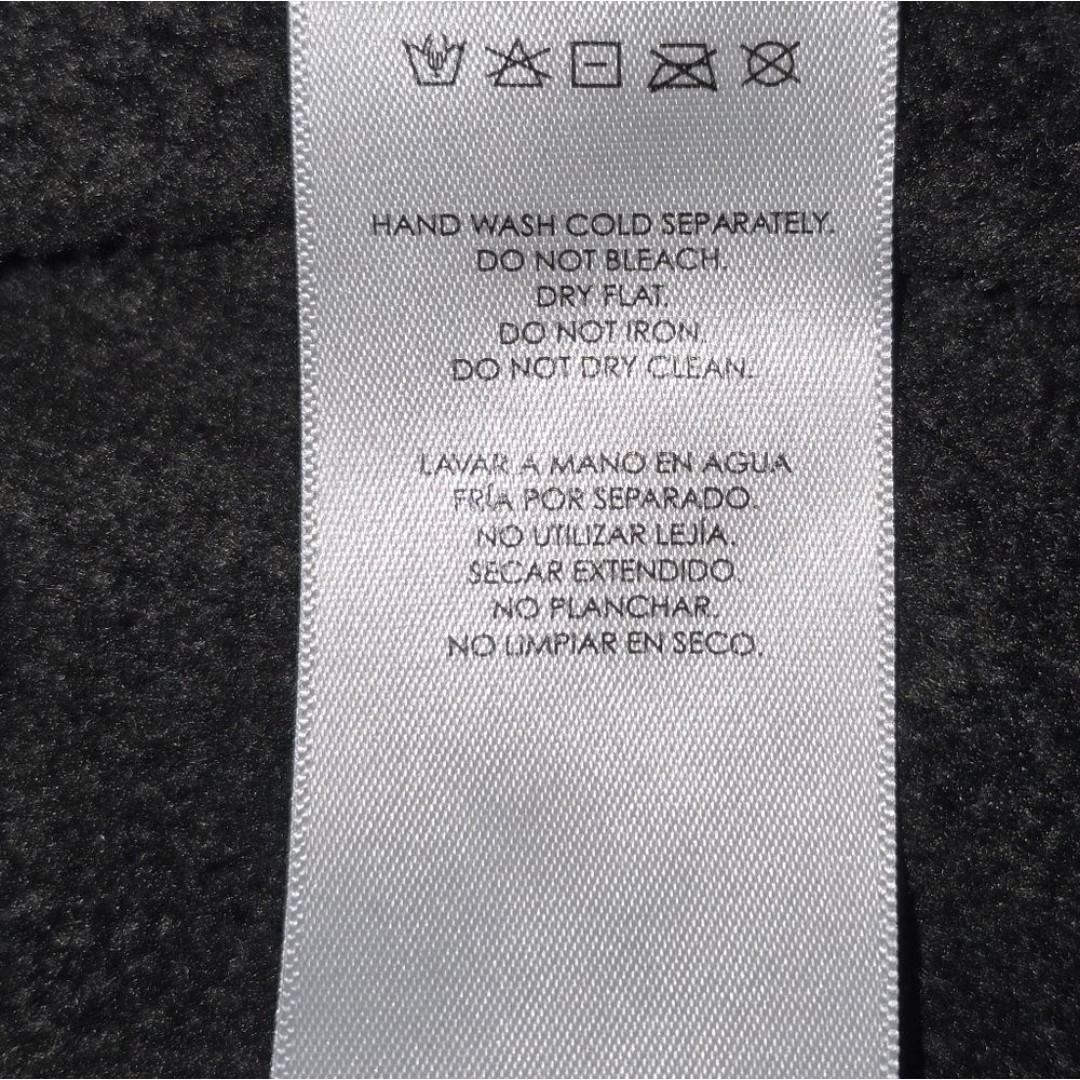 HAND WASH COLD SEPARATELY.
DO NOT BLEACH.
DRY FLAT.
DO NOT IRON.
DO NOT DRY CLEAN.
LAVAR A MANO EN AGUA
FRÍA POR SEPARADO.
NO UTILIZAR LEJÍA.
SECAR EXTENDIDO.
NO PLANCHAR.
NO LIMPIAR EN SECO.